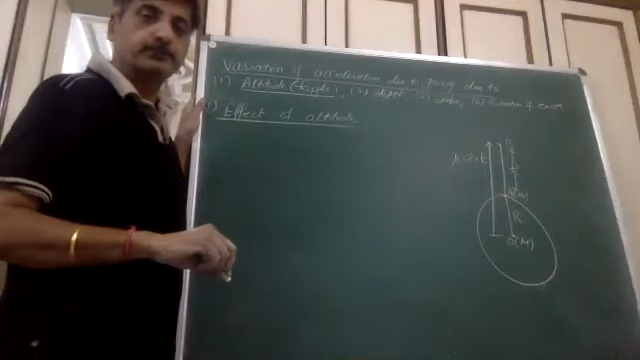 Variation of acceleration due to gravity due to
(1) Altitude (height), (2) depth (3) shape, (4) Rotation of earth
1) Effect of altitude
P
r=R+h
h
Q(m)
R
O(M)